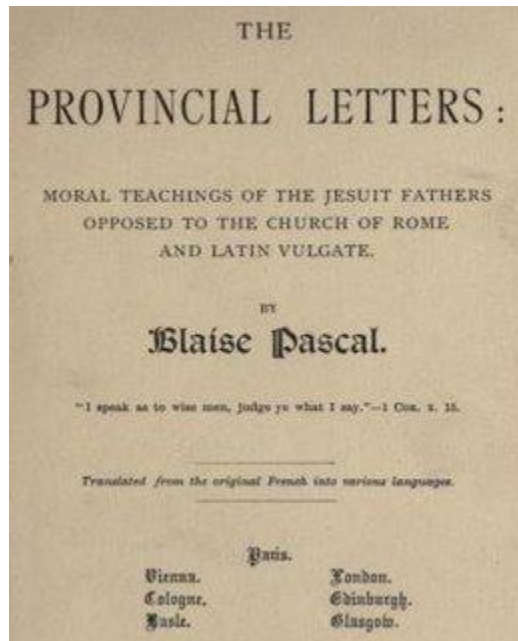 THE
PROVINCIAL LETTERS:
MORAL TEACHINGS OF THE JESUIT FATHERS
OPPOSED TO THE CHURCH OF ROME
AND LATIN VULGATE.
BY
Blaise Pascal.
"I speak as to wise men, judge ye what I say."—1 Cor. x. 15.
Translated from the original French into various languages.
Paris.
Vienna. London.
Cologne. Edinburgh.
Basle. Glasgow.